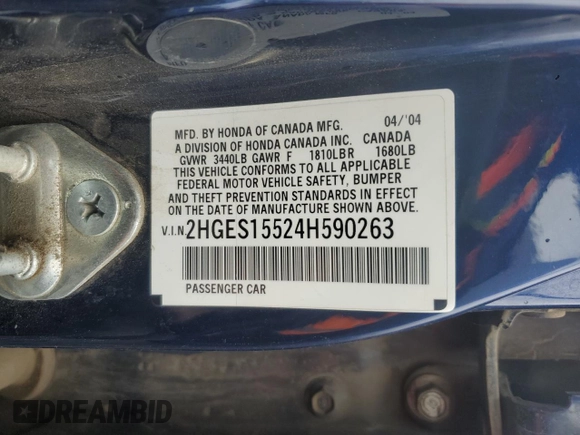 MFD. BY HONDA OF CANADA MFG. 04/'04
A DIVISION OF HONDA CANADA INC. CANADA
GVWR 3440LB GAWR F 1810LB R 1680LB
THIS VEHICLE CONFORMS TO ALL APPLICABLE
FEDERAL MOTOR VEHICLE SAFETY, BUMPER
AND THEFT PREVENTION STANDARDS IN EFFECT
ON THE DATE OF MANUFACTURE SHOWN ABOVE.
V.I.N. 2HGES15524H590263
PASSENGER CAR
DREAMBID